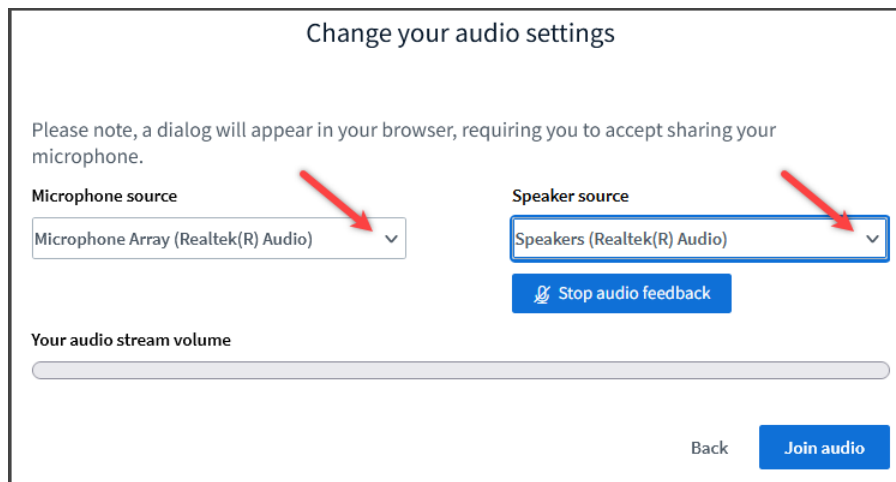 Change your audio settings
Please note, a dialog will appear in your browser, requiring you to accept sharing your
microphone.
Microphone source
Speaker source
Microphone Array (Realtek(R) Audio)
Speakers (Realtek(R) Audio)
Stop audio feedback
Your audio stream volume
Back
Join audio